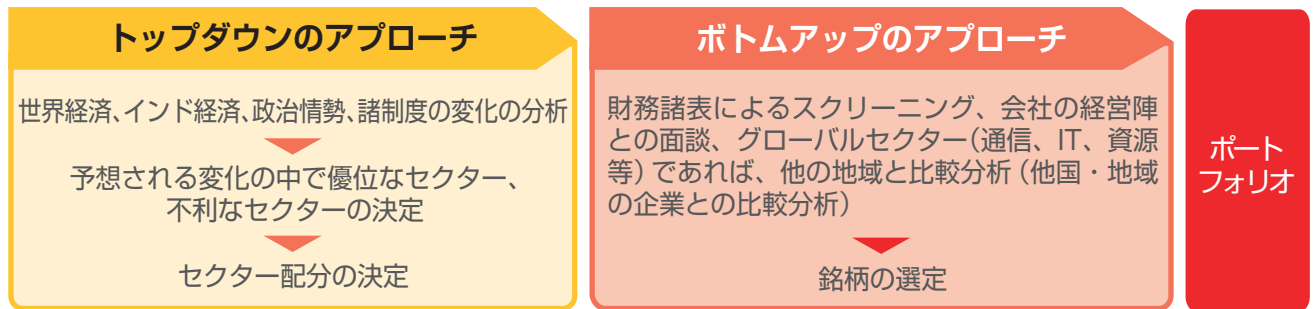 トップダウンのアプローチ
世界経済、インド経済、政治情勢、諸制度の変化の分析
予想される変化の中で優位なセクター、
不利なセクターの決定
セクター配分の決定
ボトムアップのアプローチ
財務諸表によるスクリーニング、会社の経営陣
との面談、グローバルセクター（通信、IT、資源
等）であれば、他の地域と比較分析（他国・地域
の企業との比較分析）
銘柄の選定
ポート
フォリオ